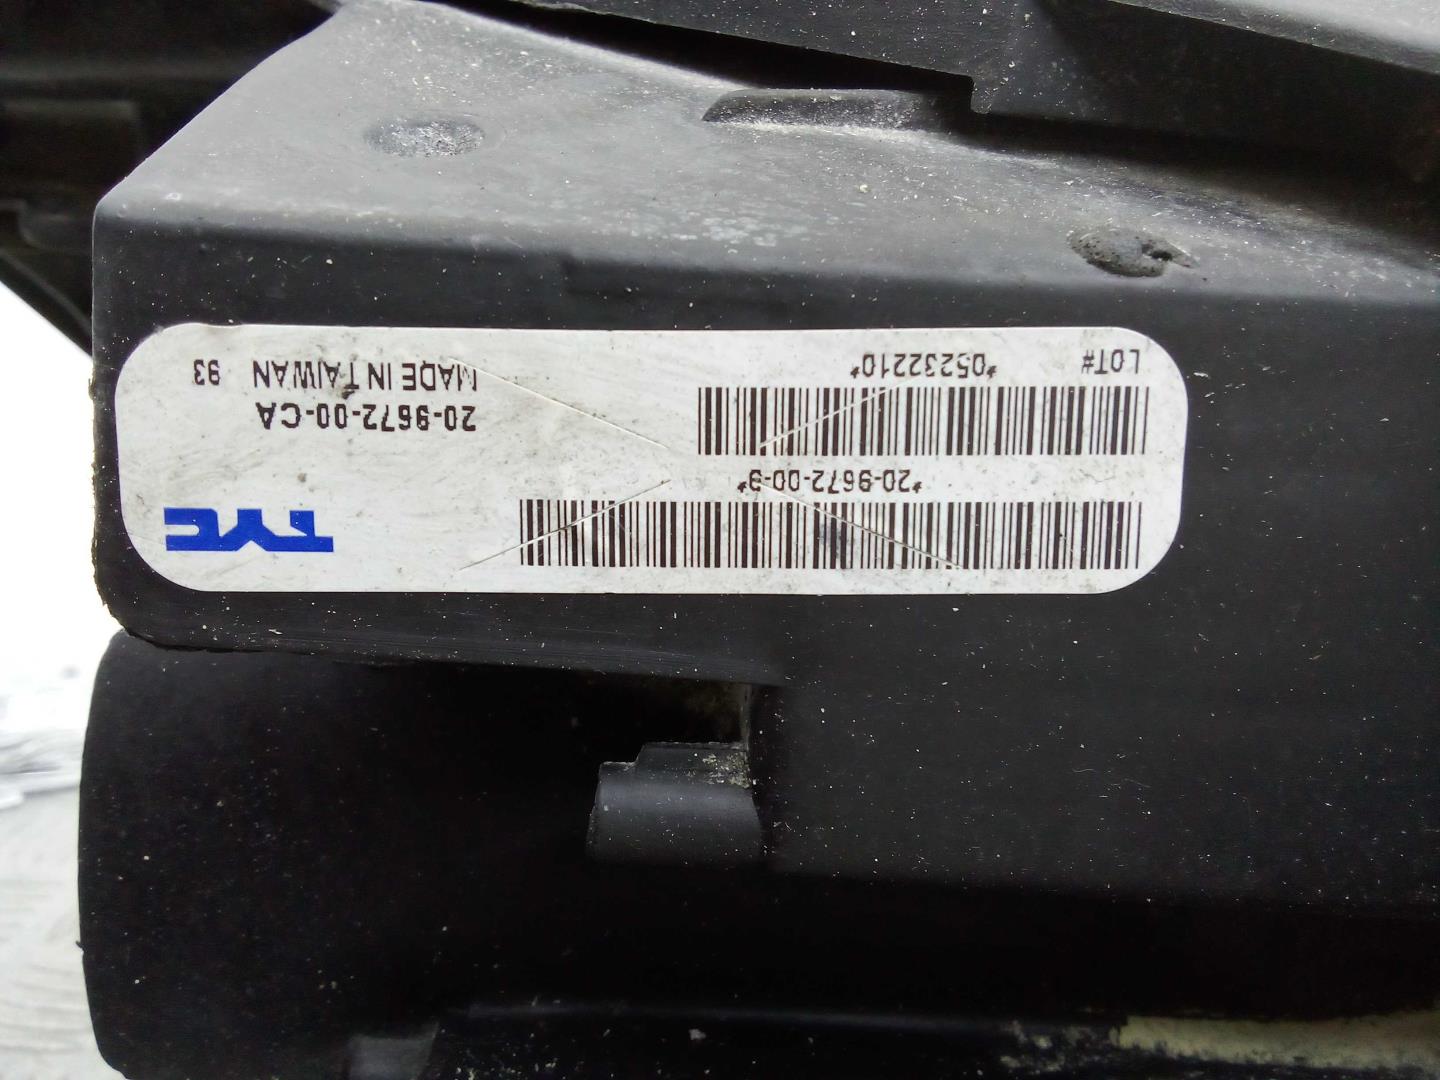 TYC
*20-9672-00-9*
20-9672-00-CA
LOT# *05232210*
MADE IN TAIWAN 93